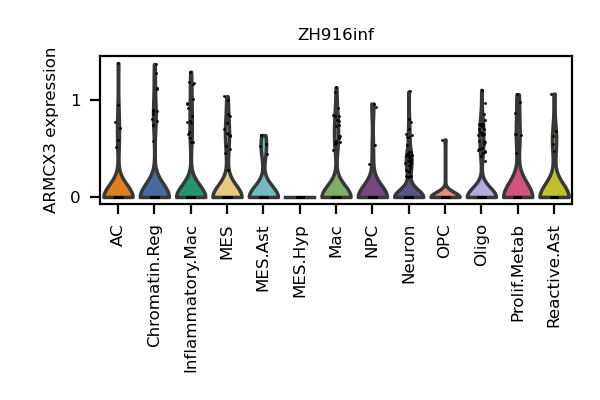 ZH916inf
ARMCX3 expression
1
0
AC
Chromatin.Reg
Inflammatory.Mac
MES
MES.Ast
MES.Hyp
Mac
NPC
Neuron
OPC
Oligo
Prolif.Metab
Reactive.Ast